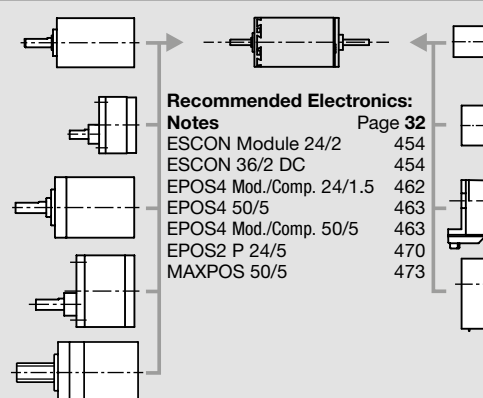 Recommended Electronics:
Notes Page 32
ESCON Module 24/2 454
ESCON 36/2 DC 454
EPOS4 Mod./Comp. 24/1.5 462
EPOS4 50/5 463
EPOS4 Mod./Comp. 50/5 463
EPOS2 P 24/5 470
MAXPOS 50/5 473